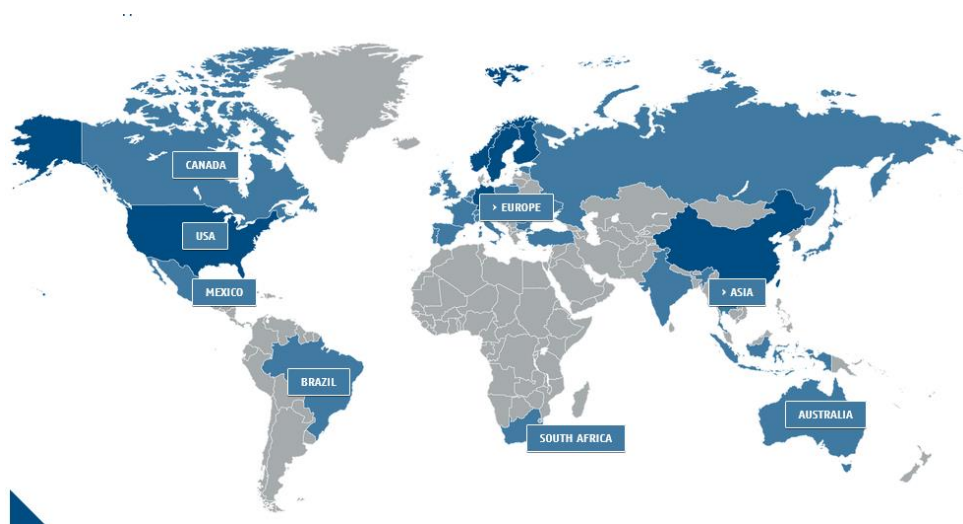 CANADA
› EUROPE
USA
MEXICO
› ASIA
BRAZIL
AUSTRALIA
SOUTH AFRICA